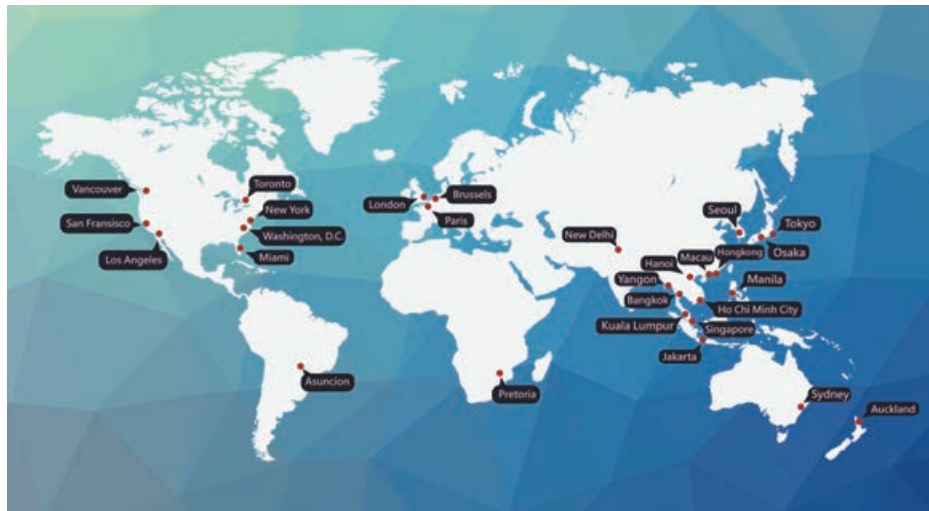 Vancouver
Toronto
San Fransisco
New York
Washington, D.C.
Los Angeles
Miami
Asuncion
London
Brussels
Paris
Pretoria
New Delhi
Seoul
Tokyo
Osaka
Hanoi
Macau
Hongkong
Yangon
Manila
Bangkok
Ho Chi Minh City
Kuala Lumpur
Singapore
Jakarta
Sydney
Auckland